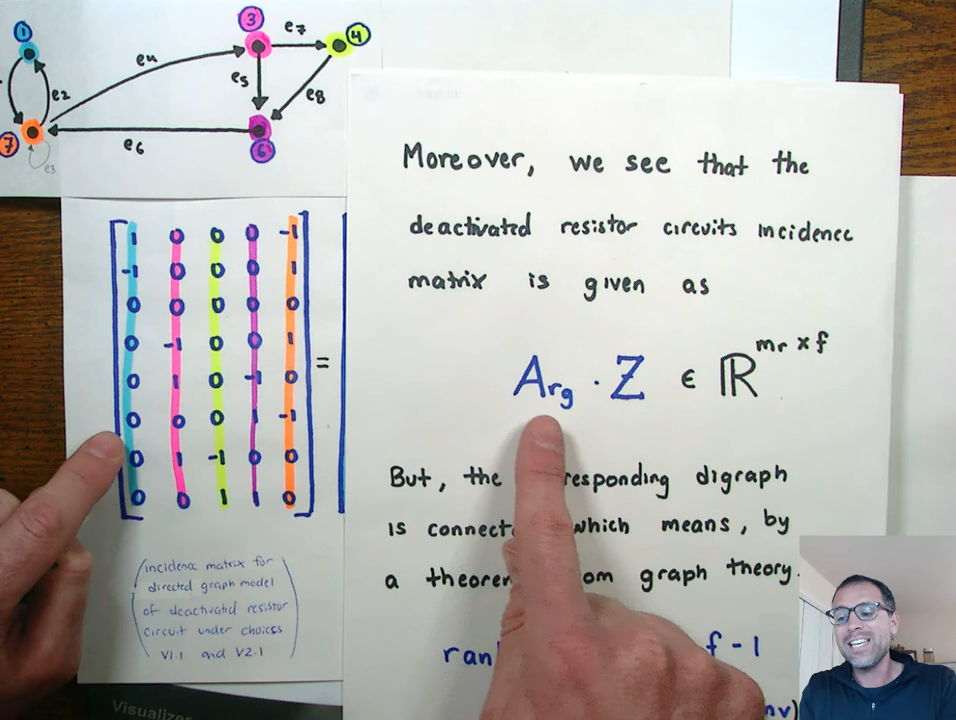 1
3
4
7
6
e2
e3
e4
e5
e6
e7
e8
1 0 0 0 -1
-1 0 0 0 1
0 0 0 0 0
0 -1 0 0 1
0 1 0 -1 0
0 0 0 1 -1
0 1 -1 0 0
0 0 1 1 0
=
(incidence matrix for
directed graph model
of deactivated resistor
circuit under choices
V1.1 and V2.1)
Moreover, we see that the
deactivated resistor circuits incidence
matrix is given as
Arg · Z ∈ ℝ^mr×f
But, the
digraph
is which means, by
a graph theory.
f - 1
Visualizer